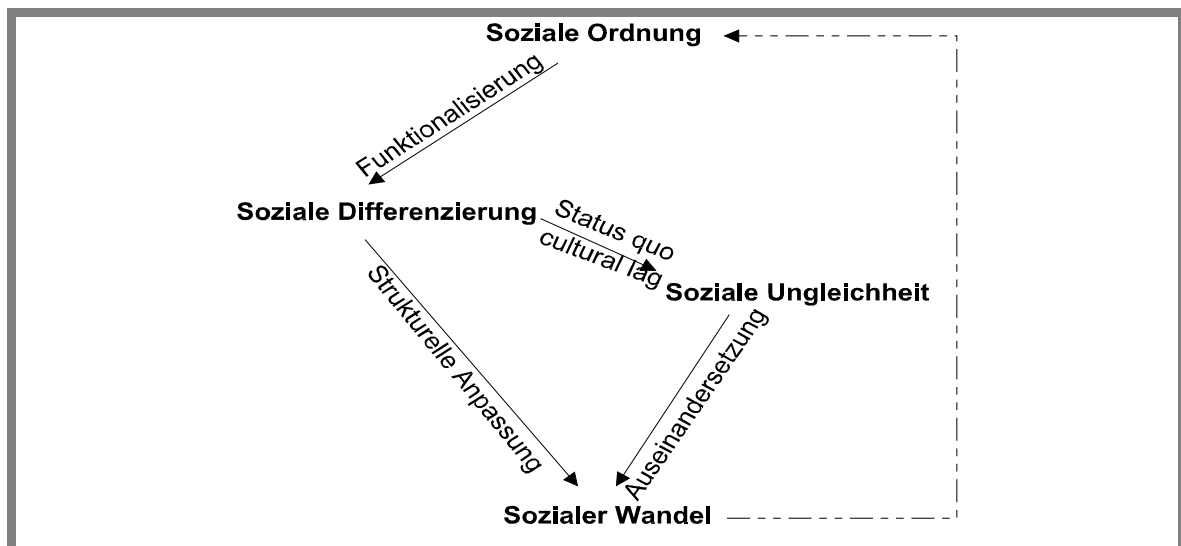 Soziale Ordnung
Funktionalisierung
Soziale Differenzierung
Status quo
cultural lag
Soziale Ungleichheit
Strukturelle Anpassung
Auseinandersetzung
Sozialer Wandel